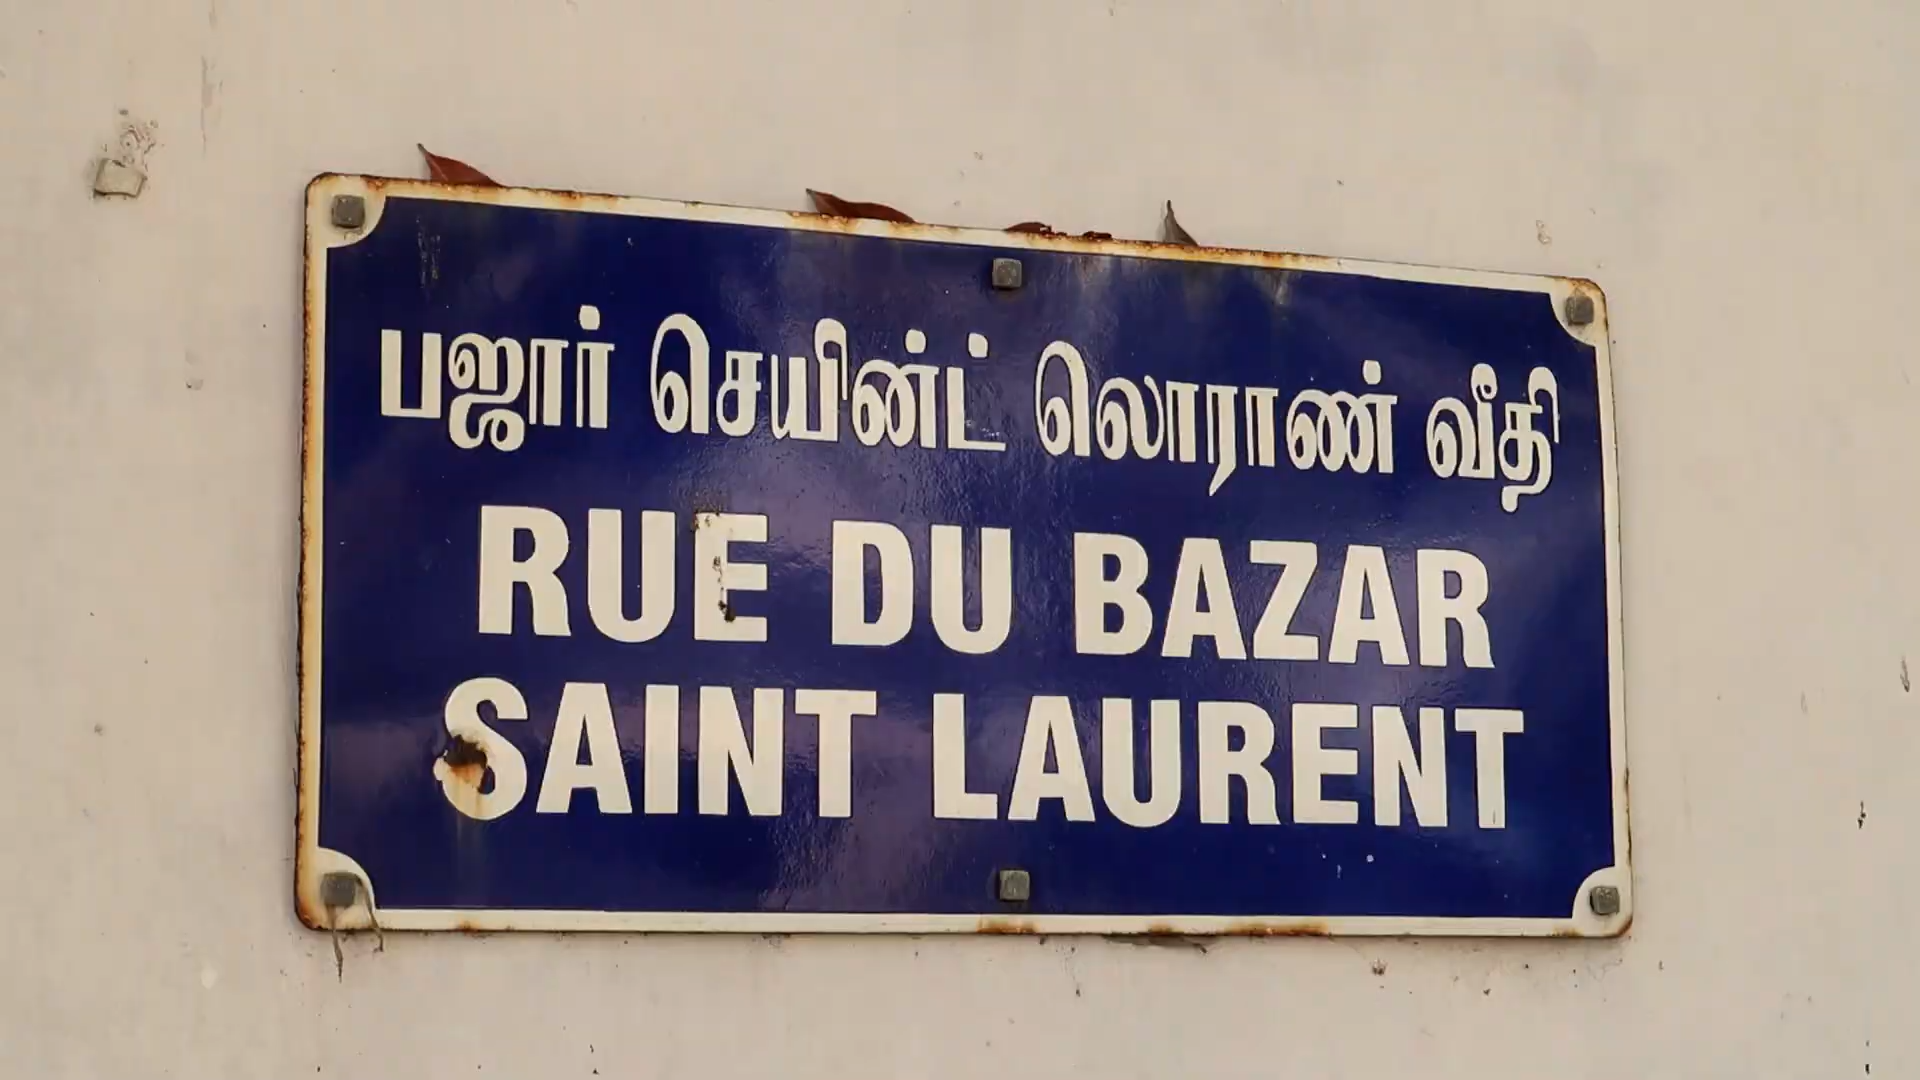 பஜார் செயின்ட் லொராண் வீதி
RUE DU BAZAR
SAINT LAURENT